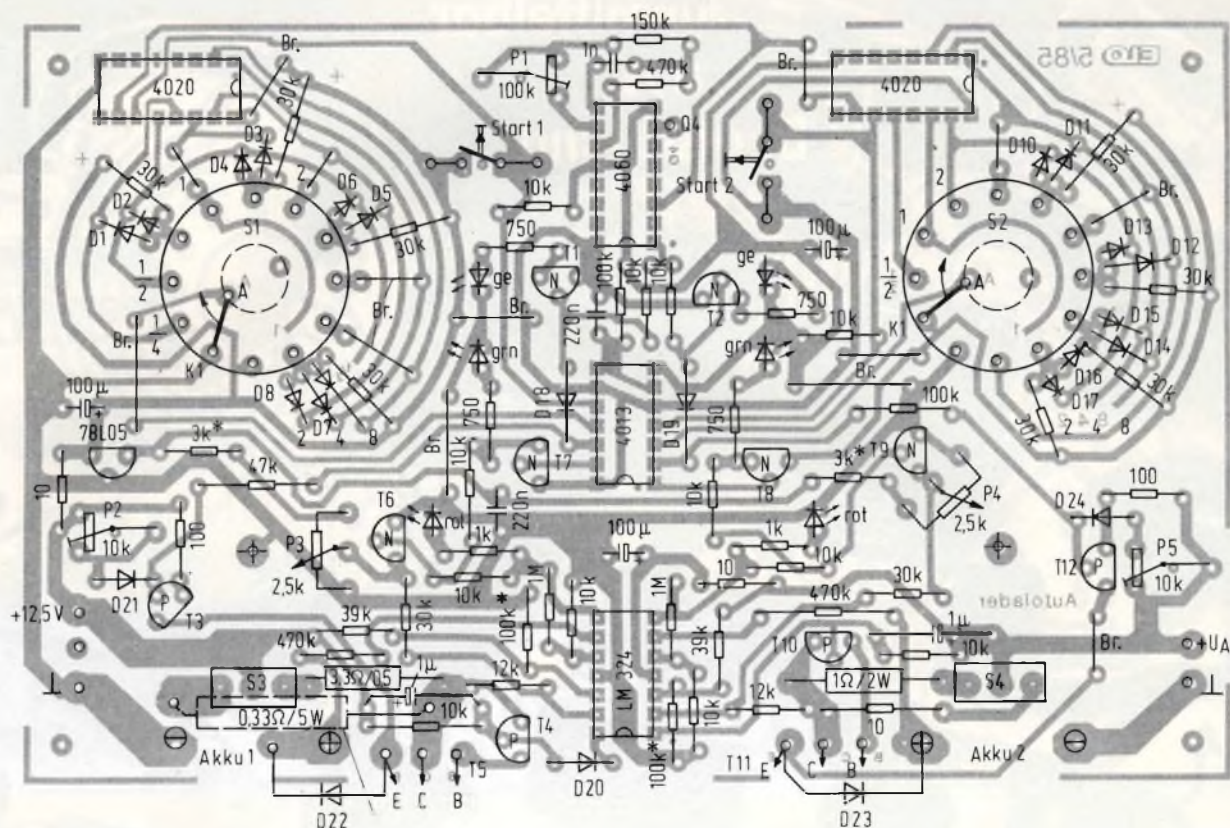 150k
1n
470k
P1
100k
Br.
Br.
4020
4020
elo 5/85
30k
Start 1
Q4
4060
Start 2
D3
D4
1
2
30k
D2
D1
D6
D5
30k
S1
A
1/2
1/4
Br.
Br.
K1
D8
D7
2
4
8
30k
10k
750
T1
N
ge
Br.
grn
220n
100k
10k
10k
T2
N
ge
100µ
750
10k
grn
Br.
D11
D10
30k
2
1
Br.
S2
A
1/2
K1
D13
D12
30k
D15
D14
D16
D17
30k
30k
2
4
8
100µ
78L05
3k*
750
D18
4013
D19
750
100k
10
47k
Br.
10k
N
T7
N
T8
3k*
T9
N
P4
2,5k
100
P2
10k
100
T6
N
rot
220n
10k
100µ
rot
D24
P5
10k
T12
P
P3
2,5k
1k
10k
1k
10k
10
D21
P
T3
+12,5V
⊥
39k
470k
30k
100k*
1M
10k
LM 324
1M
39k
470k
30k
T10
P
1µ
10k
Autolader
Br.
+UA
⊥
S3
3,3Ω/0,5
1µ
12k
0,33Ω/5W
10k
P
T4
1Ω/2W
12k
10
S4
10k
100k*
Akku 1
T5
E
C
B
D20
T11
E
C
B
Akku 2
D22
D23